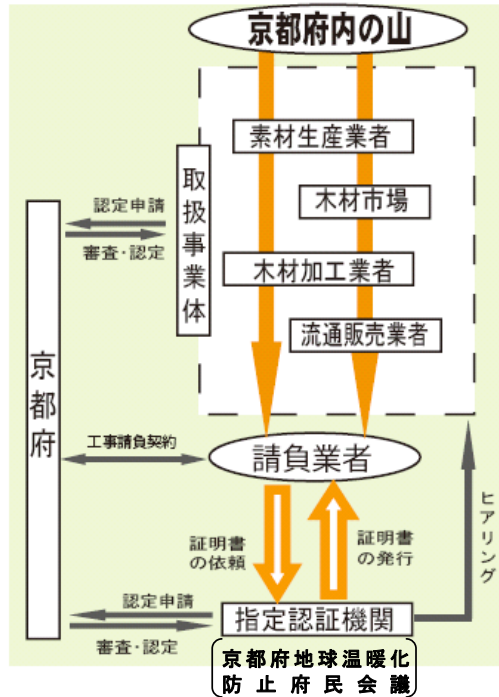 京都府内の山
素材生産業者
取扱事業体
木材市場
認定申請
審査・認定
木材加工業者
流通販売業者
京都府
工事請負契約
請負業者
ヒアリング
証明書
の依頼
証明書
の発行
認定申請
審査・認定
指定認証機関
京都府地球温暖化
防止府民会議